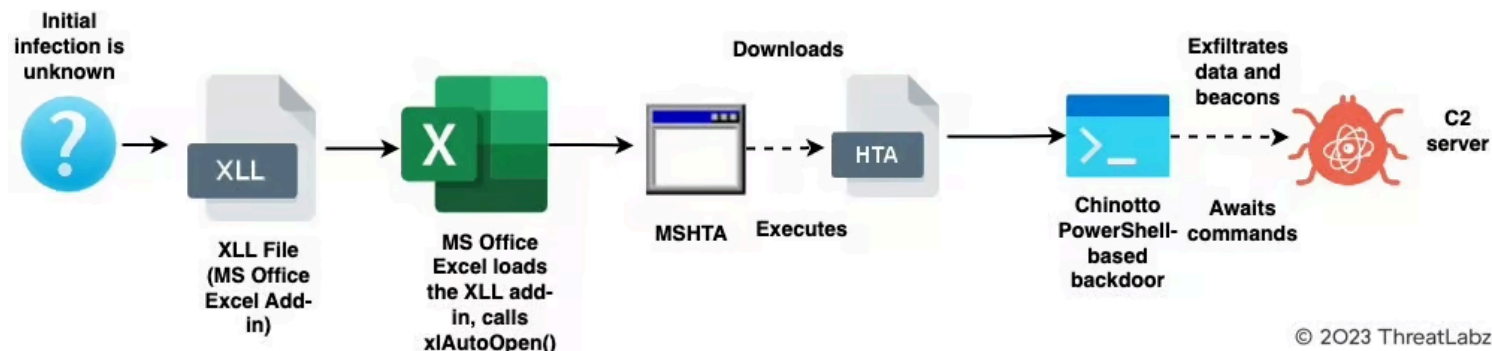 Initial
infection is
unknown
?
XLL
XLL File
(MS Office
Excel Add-
in)
X
MS Office
Excel loads
the XLL add-
in, calls
xlAutoOpen()
MSHTA
Downloads
Executes
HTA
>_
Chinotto
PowerShell-
based
backdoor
Exfiltrates
data and
beacons
Awaits
commands
C2
server
© 2023 ThreatLabz